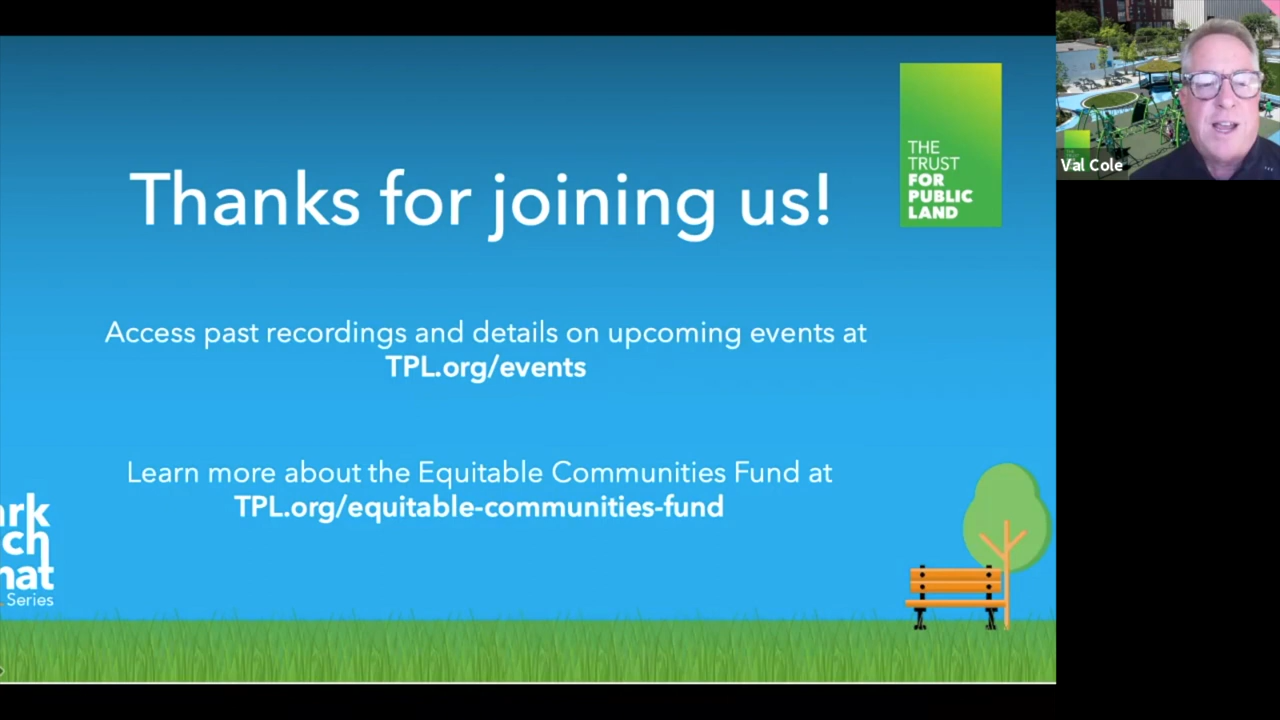 Thanks for joining us!
THE
TRUST
FOR
PUBLIC
LAND
Val Cole
Access past recordings and details on upcoming events at
TPL.org/events
Learn more about the Equitable Communities Fund at
TPL.org/equitable-communities-fund
Series